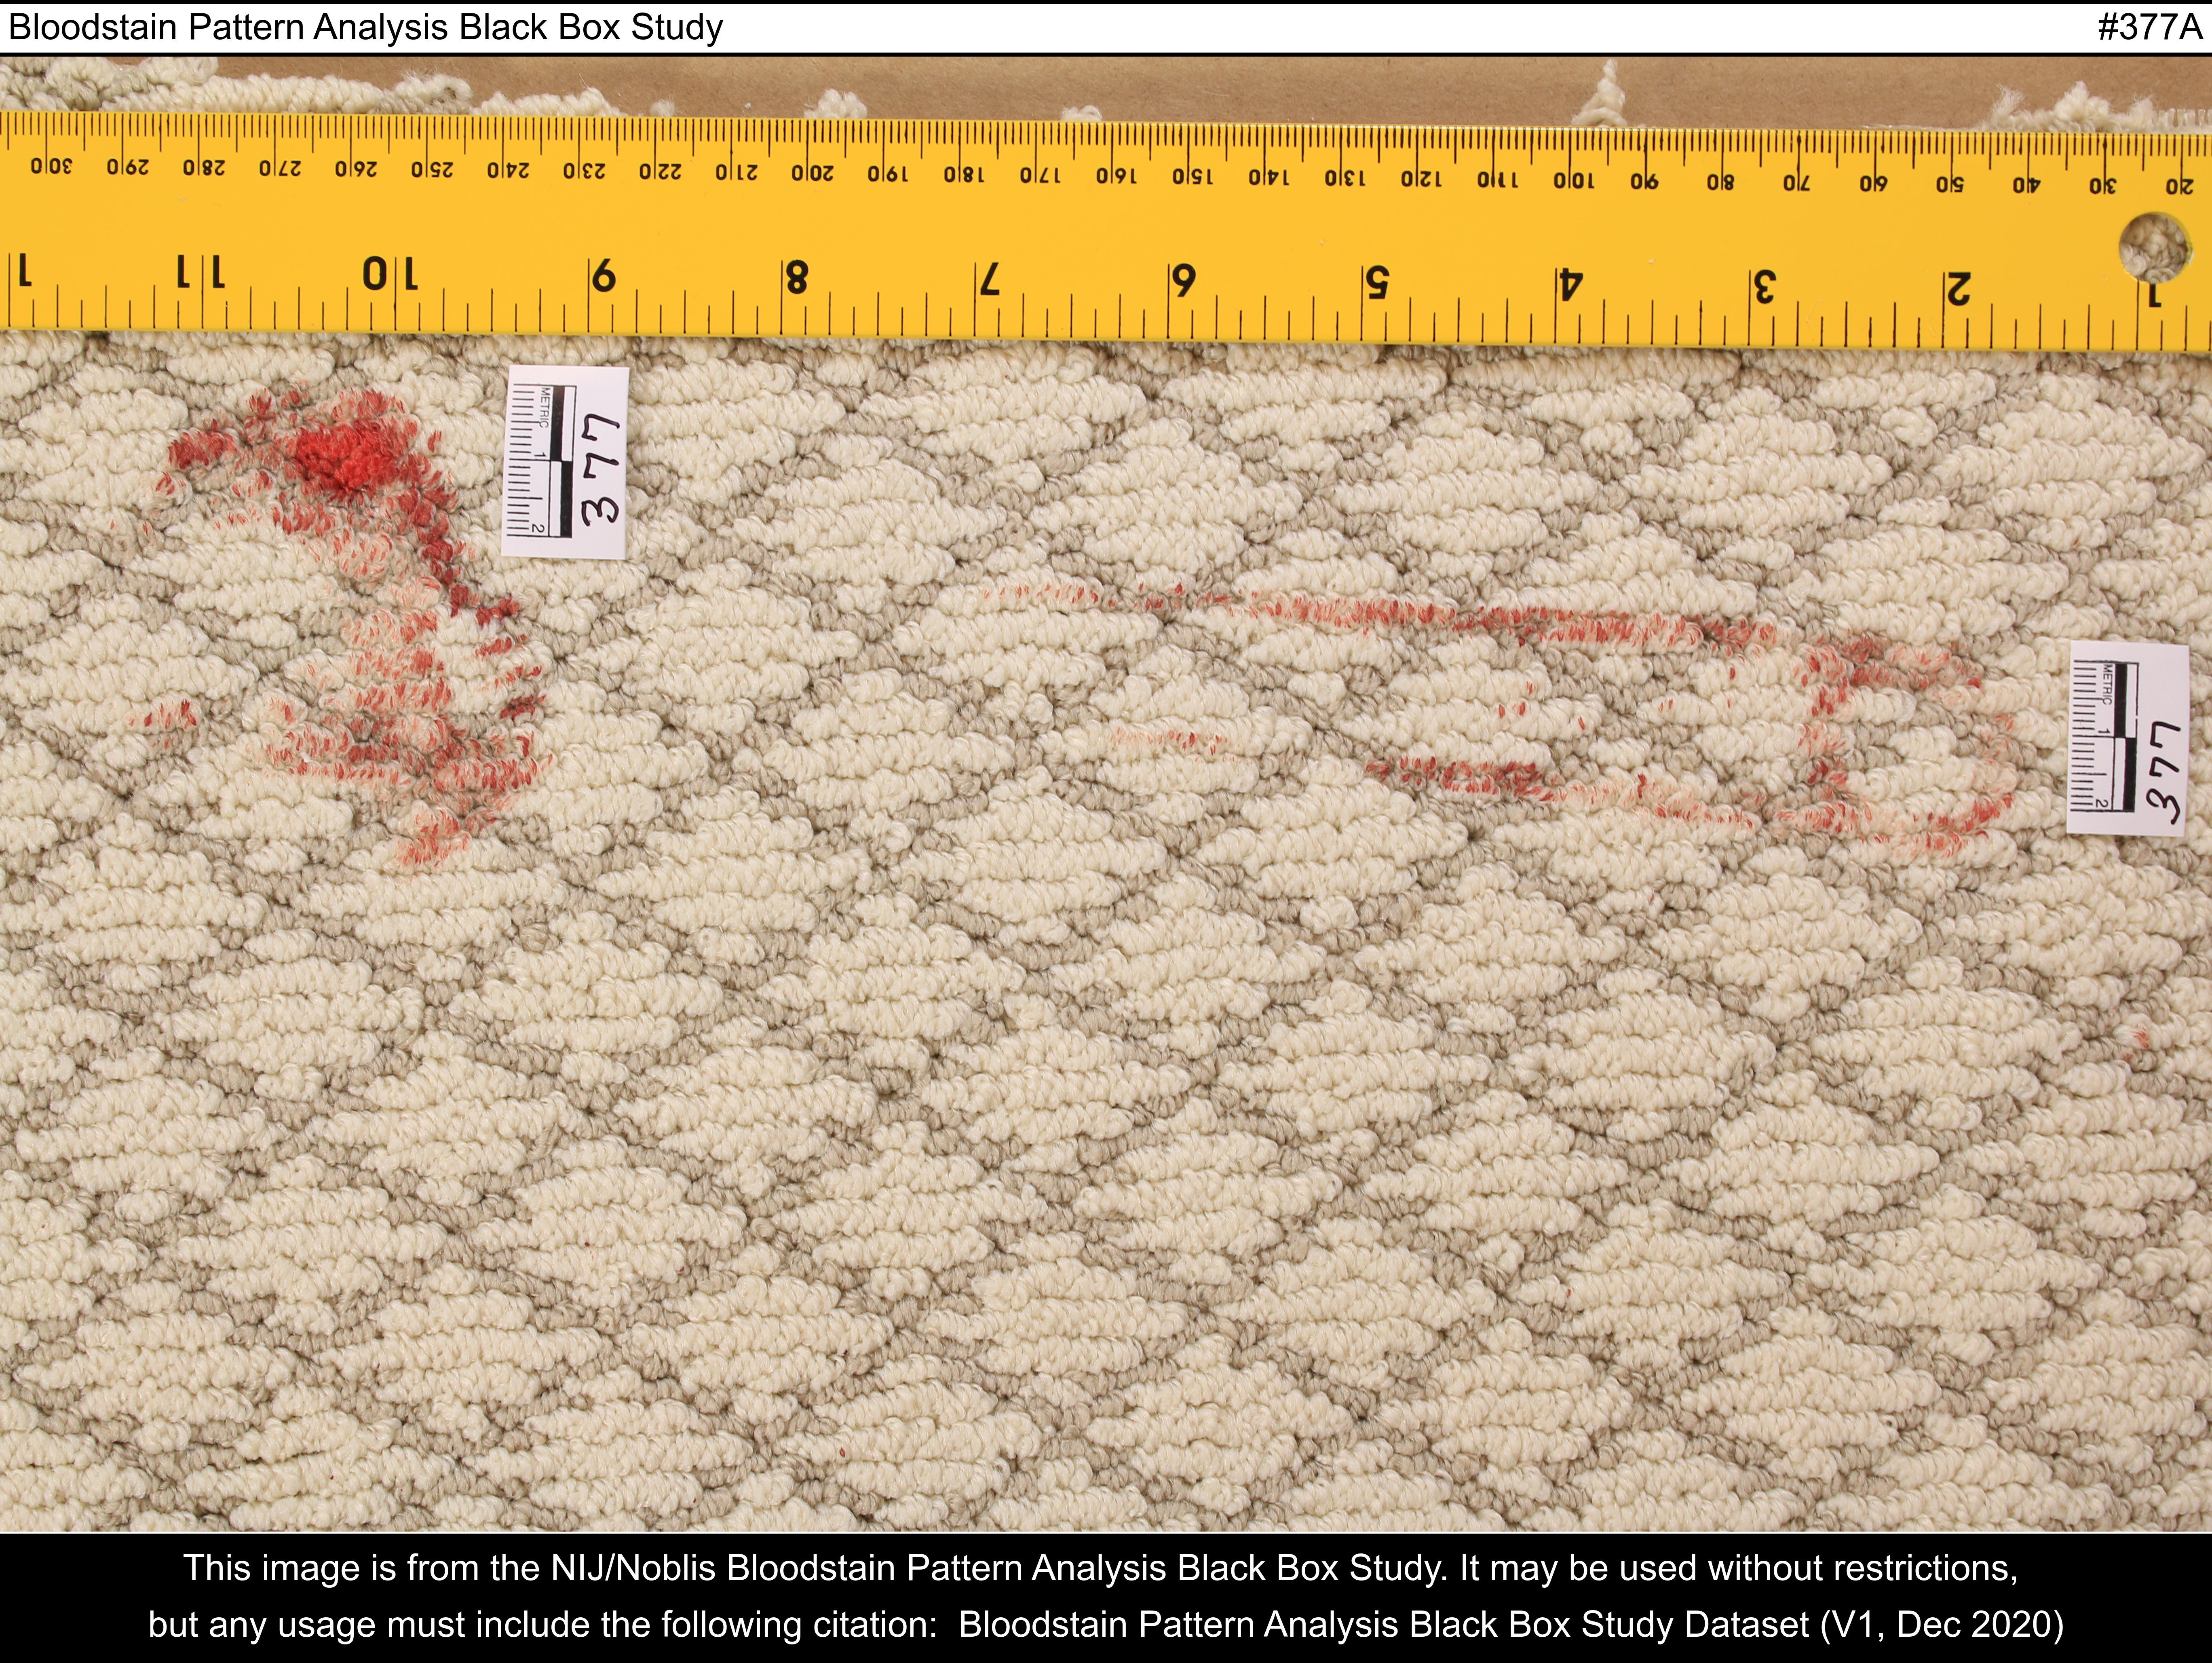 Bloodstain Pattern Analysis Black Box Study #377A
300 290 280 270 260 250 240 230 220 210 200 190 180 170 160 150 140 130 120 110 100 90 80 70 60 50 40 30 20
1 11 10 9 8 7 6 5 4 3 2 1
METRIC 1 2
377
METRIC 1 2
377
This image is from the NIJ/Noblis Bloodstain Pattern Analysis Black Box Study. It may be used without restrictions,
but any usage must include the following citation: Bloodstain Pattern Analysis Black Box Study Dataset (V1, Dec 2020)